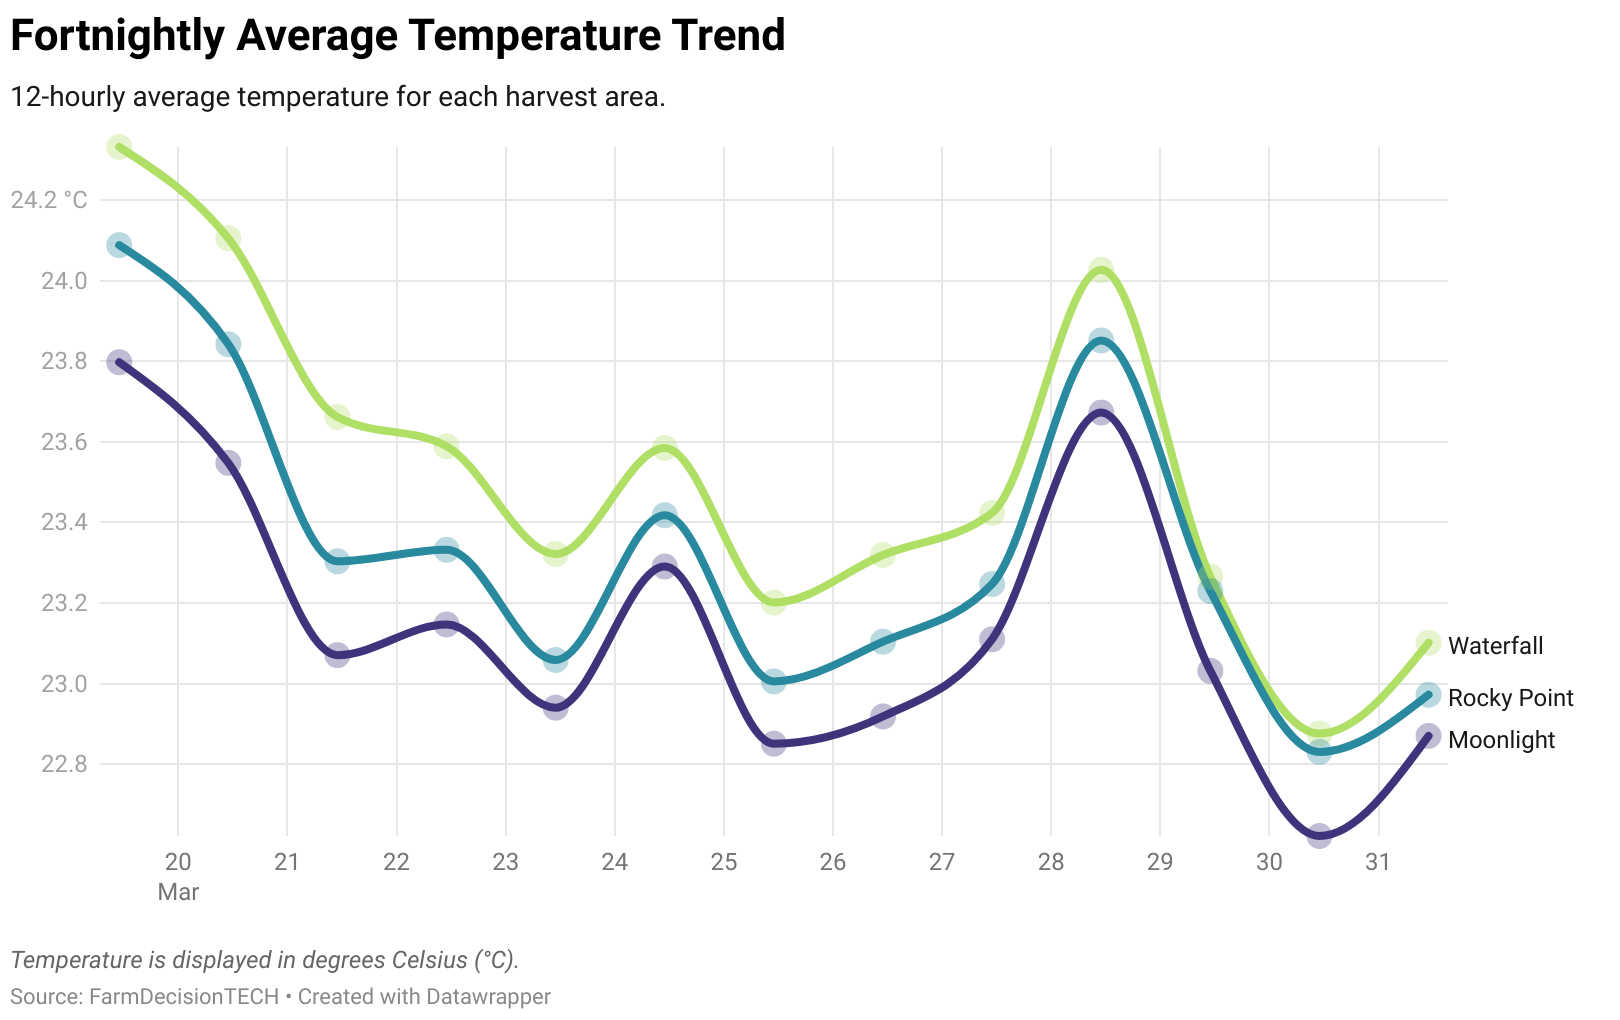 Fortnightly Average Temperature Trend
12-hourly average temperature for each harvest area.
24.2 °C
24.0
23.8
23.6
23.4
23.2
23.0
22.8
Waterfall
Rocky Point
Moonlight
20 21 22 23 24 25 26 27 28 29 30 31
Mar
Temperature is displayed in degrees Celsius (°C).
Source: FarmDecisionTECH • Created with Datawrapper